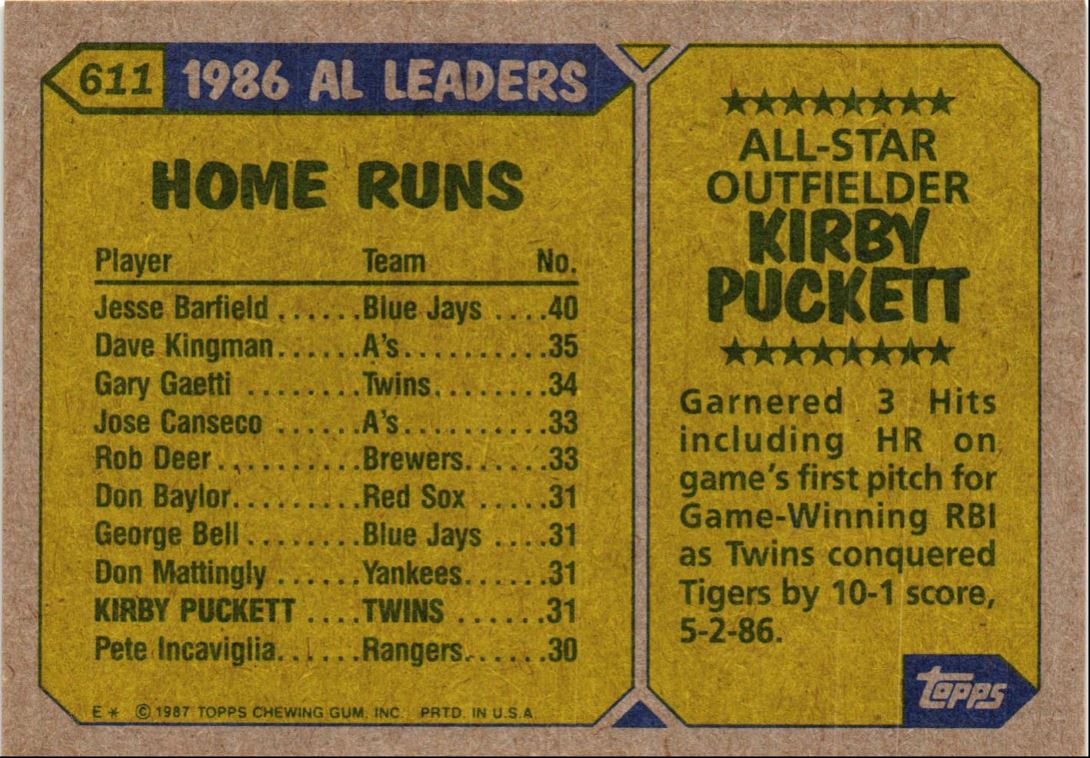 611 1986 AL LEADERS
HOME RUNS
Player Team No.
Jesse Barfield ......Blue Jays ....40
Dave Kingman......A's..........35
Gary Gaetti ........Twins.......34
Jose Canseco ......A's..........33
Rob Deer..........Brewers......33
Don Baylor.........Red Sox .....31
George Bell ........Blue Jays ....31
Don Mattingly ......Yankees......31
KIRBY PUCKETT ....TWINS ......31
Pete Incaviglia......Rangers......30
E * © 1987 TOPPS CHEWING GUM, INC. PRTD. IN U.S.A.
★★★★★★★★
ALL-STAR
OUTFIELDER
KIRBY
PUCKETT
★★★★★★★★
Garnered 3 Hits
including HR on
game's first pitch for
Game-Winning RBI
as Twins conquered
Tigers by 10-1 score,
5-2-86.
topps